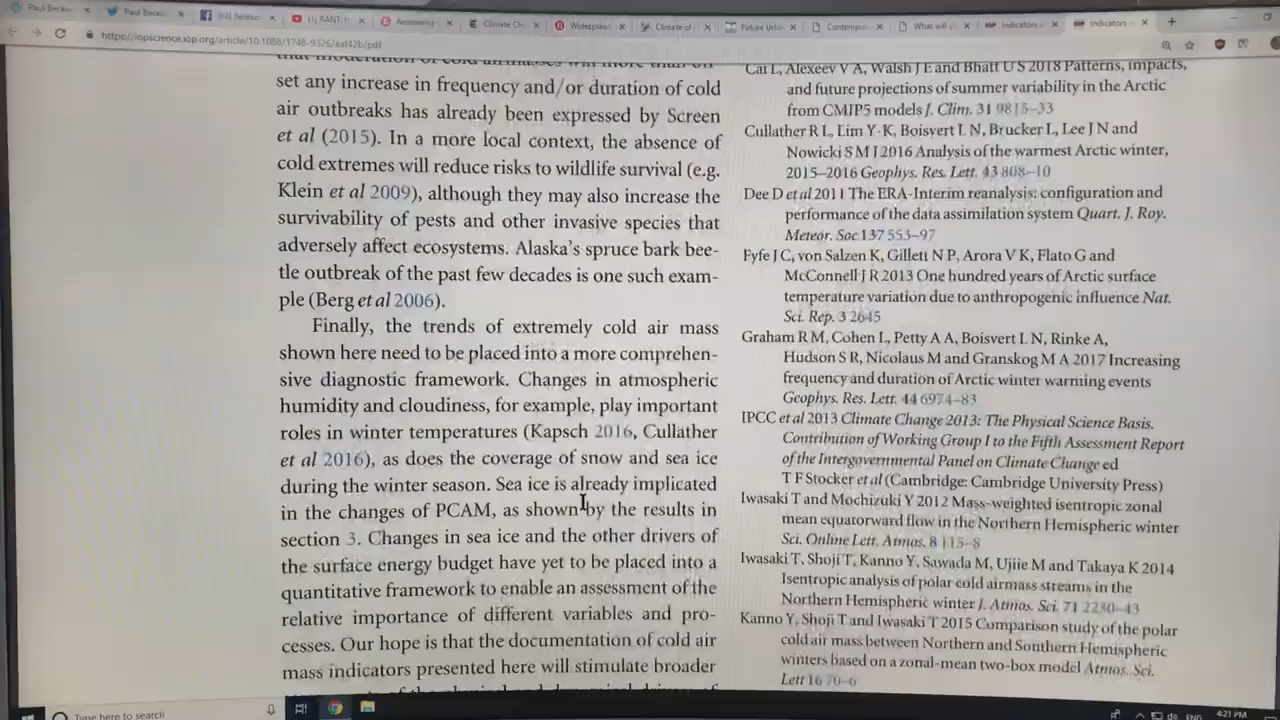 Paul Beckw
Paul Beck
Climate Ch
Widespre
Climate of
Future Urb
Contempo
What will c
Indicators
Indicators
https://iopscience.iop.org/article/10.1088/1748-9326/aaf42b/pdf
set any increase in frequency and/or duration of cold
air outbreaks has already been expressed by Screen
et al (2015). In a more local context, the absence of
cold extremes will reduce risks to wildlife survival (e.g.
Klein et al 2009), although they may also increase the
survivability of pests and other invasive species that
adversely affect ecosystems. Alaska's spruce bark bee-
tle outbreak of the past few decades is one such exam-
ple (Berg et al 2006).
Finally, the trends of extremely cold air mass
shown here need to be placed into a more comprehen-
sive diagnostic framework. Changes in atmospheric
humidity and cloudiness, for example, play important
roles in winter temperatures (Kapsch 2016, Cullather
et al 2016), as does the coverage of snow and sea ice
during the winter season. Sea ice is already implicated
in the changes of PCAM, as shown by the results in
section 3. Changes in sea ice and the other drivers of
the surface energy budget have yet to be placed into a
quantitative framework to enable an assessment of the
relative importance of different variables and pro-
cesses. Our hope is that the documentation of cold air
mass indicators presented here will stimulate broader
Cai L, Alexeev V A, Walsh J E and Bhatt U S 2018 Patterns, impacts,
and future projections of summer variability in the Arctic
from CMIP5 models J. Clim. 31 9815–33
Cullather R I, Lim Y-K, Boisvert L N, Brucker L, Lee J N and
Nowicki S M J 2016 Analysis of the warmest Arctic winter,
2015–2016 Geophys. Res. Lett. 43 808–10
Dee D et al 2011 The ERA-Interim reanalysis: configuration and
performance of the data assimilation system Quart. J. Roy.
Meteor. Soc 137 553–97
Fyfe J C, von Salzen K, Gillett N P, Arora V K, Flato G and
McConnell J R 2013 One hundred years of Arctic surface
temperature variation due to anthropogenic influence Nat.
Sci. Rep. 3 2645
Graham R M, Cohen L, Petty A A, Boisvert L N, Rinke A,
Hudson S R, Nicolaus M and Granskog M A 2017 Increasing
frequency and duration of Arctic winter warming events
Geophys. Res. Lett. 44 6974–83
IPCC et al 2013 Climate Change 2013: The Physical Science Basis.
Contribution of Working Group I to the Fifth Assessment Report
of the Intergovernmental Panel on Climate Change ed
T F Stocker et al (Cambridge: Cambridge University Press)
Iwasaki T and Mochizuki Y 2012 Mass-weighted isentropic zonal
mean equatorward flow in the Northern Hemispheric winter
Sci. Online Lett. Atmos. 8 115–8
Iwasaki T, Shoji T, Kanno Y, Sawada M, Ujiie M and Takaya K 2014
Isentropic analysis of polar cold airmass streams in the
Northern Hemispheric winter J. Atmos. Sci. 71 2230–43
Kanno Y, Shoji T and Iwasaki T 2015 Comparison study of the polar
cold air mass between Northern and Southern Hemispheric
winters based on a zonal-mean two-box model Atmos. Sci.
Lett 16 70–6
Type here to search
ENG
4:21 PM